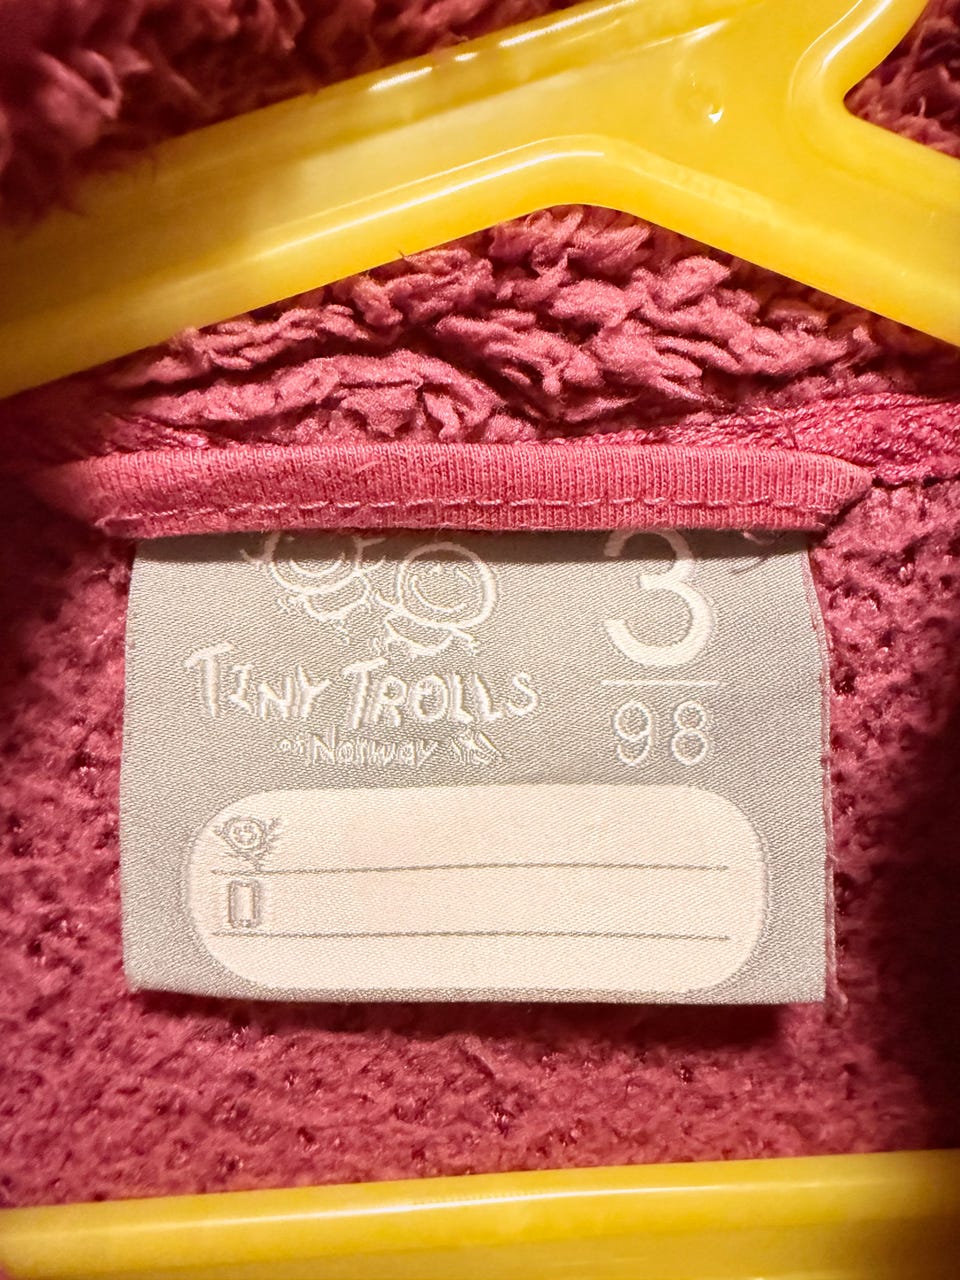 3
TINY TROLLS
OF Norway
98